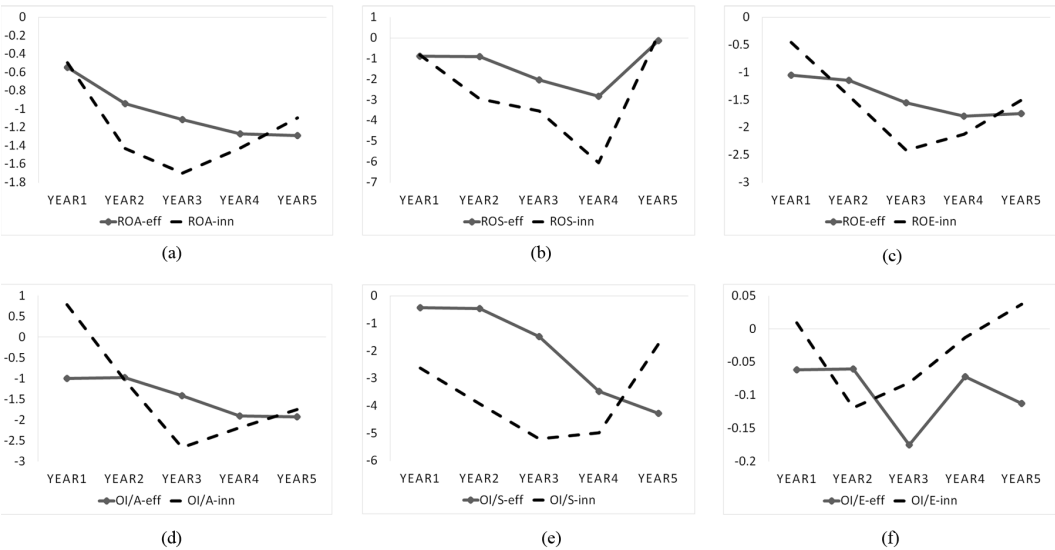 0
-0.2
-0.4
-0.6
-0.8
-1
-1.2
-1.4
-1.6
-1.8
YEAR1 YEAR2 YEAR3 YEAR4 YEAR5
ROA-eff ROA-inn
(a)
1
0
-1
-2
-3
-4
-5
-6
-7
YEAR1 YEAR2 YEAR3 YEAR4 YEAR5
ROS-eff ROS-inn
(b)
0
-0.5
-1
-1.5
-2
-2.5
-3
YEAR1 YEAR2 YEAR3 YEAR4 YEAR5
ROE-eff ROE-inn
(c)
1
0.5
0
-0.5
-1
-1.5
-2
-2.5
-3
YEAR1 YEAR2 YEAR3 YEAR4 YEAR5
OI/A-eff OI/A-inn
(d)
0
-1
-2
-3
-4
-5
-6
YEAR1 YEAR2 YEAR3 YEAR4 YEAR5
OI/S-eff OI/S-inn
(e)
0.05
0
-0.05
-0.1
-0.15
-0.2
YEAR1 YEAR2 YEAR3 YEAR4 YEAR5
OI/E-eff OI/E-inn
(f)